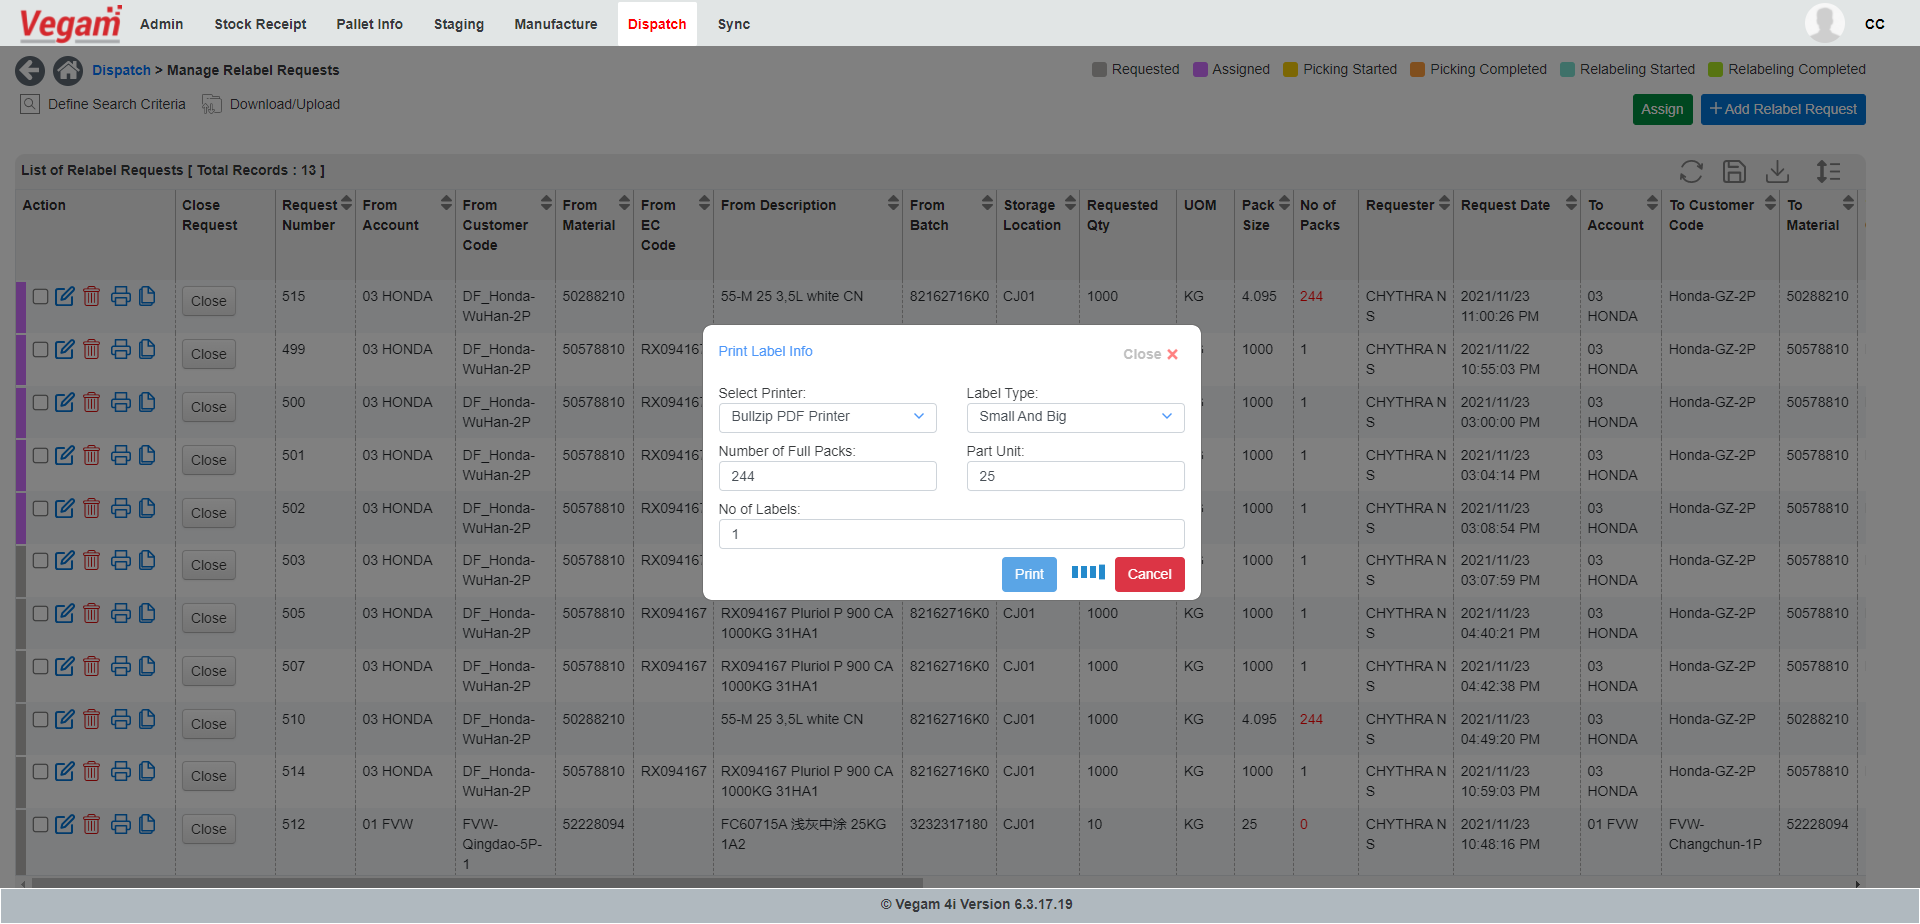 Vegam Admin Stock Receipt Pallet Info Staging Manufacture Dispatch Sync CC
Dispatch > Manage Relabel Requests Requested Assigned Picking Started Picking Completed Relabeling Started Relabeling Completed
Define Search Criteria Download/Upload Assign + Add Relabel Request
List of Relabel Requests [ Total Records : 13 ]
Action Close Request Request Number From Account From Customer Code From Material From EC Code From Description From Batch Storage Location Requested Qty UOM Pack Size No of Packs Requester Request Date To Account To Customer Code To Material
Close 515 03 HONDA DF_Honda-WuHan-2P 50288210 55-M 25 3,5L white CN 82162716K0 CJ01 1000 KG 4.095 244 CHYTHRA N S 2021/11/23 11:00:26 PM 03 HONDA Honda-GZ-2P 50288210
Close 499 03 HONDA DF_Honda-WuHan-2P 50578810 RX094167 1000 1 CHYTHRA N S 2021/11/22 10:55:03 PM 03 HONDA Honda-GZ-2P 50578810
Close 500 03 HONDA DF_Honda-WuHan-2P 50578810 RX094167 1000 1 CHYTHRA N S 2021/11/23 03:00:00 PM 03 HONDA Honda-GZ-2P 50578810
Close 501 03 HONDA DF_Honda-WuHan-2P 50578810 RX094167 1000 1 CHYTHRA N S 2021/11/23 03:04:14 PM 03 HONDA Honda-GZ-2P 50578810
Close 502 03 HONDA DF_Honda-WuHan-2P 50578810 RX094167 1000 1 CHYTHRA N S 2021/11/23 03:08:54 PM 03 HONDA Honda-GZ-2P 50578810
Close 503 03 HONDA DF_Honda-WuHan-2P 50578810 RX094167 1000 1 CHYTHRA N S 2021/11/23 03:07:59 PM 03 HONDA Honda-GZ-2P 50578810
Close 505 03 HONDA DF_Honda-WuHan-2P 50578810 RX094167 RX094167 Pluriol P 900 CA 1000KG 31HA1 82162716K0 CJ01 1000 KG 1000 1 CHYTHRA N S 2021/11/23 04:40:21 PM 03 HONDA Honda-GZ-2P 50578810
Close 507 03 HONDA DF_Honda-WuHan-2P 50578810 RX094167 RX094167 Pluriol P 900 CA 1000KG 31HA1 82162716K0 CJ01 1000 KG 1000 1 CHYTHRA N S 2021/11/23 04:42:38 PM 03 HONDA Honda-GZ-2P 50578810
Close 510 03 HONDA DF_Honda-WuHan-2P 50288210 55-M 25 3,5L white CN 82162716K0 CJ01 1000 KG 4.095 244 CHYTHRA N S 2021/11/23 04:49:20 PM 03 HONDA Honda-GZ-2P 50288210
Close 514 03 HONDA DF_Honda-WuHan-2P 50578810 RX094167 RX094167 Pluriol P 900 CA 1000KG 31HA1 82162716K0 CJ01 1000 KG 1000 1 CHYTHRA N S 2021/11/23 10:59:03 PM 03 HONDA Honda-GZ-2P 50578810
Close 512 01 FVW FVW-Qingdao-5P-1 52228094 FC60715A 浅灰中涂 25KG 1A2 3232317180 CJ01 10 KG 25 0 CHYTHRA N S 2021/11/23 10:48:16 PM 01 FVW FVW-Changchun-1P 52228094
Print Label Info Close
Select Printer: Label Type:
Bullzip PDF Printer Small And Big
Number of Full Packs: Part Unit:
244 25
No of Labels:
1
Print Cancel
© Vegam 4i Version 6.3.17.19